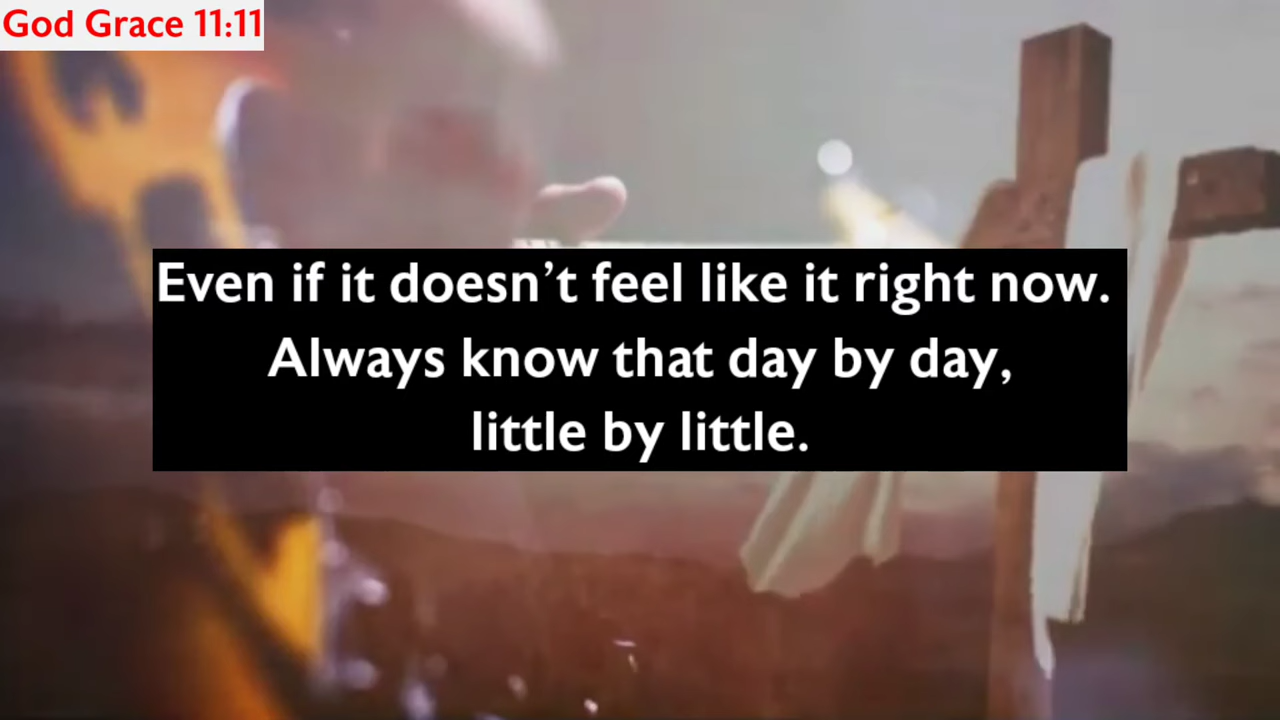 God Grace 11:11
Even if it doesn’t feel like it right now.
Always know that day by day,
little by little.